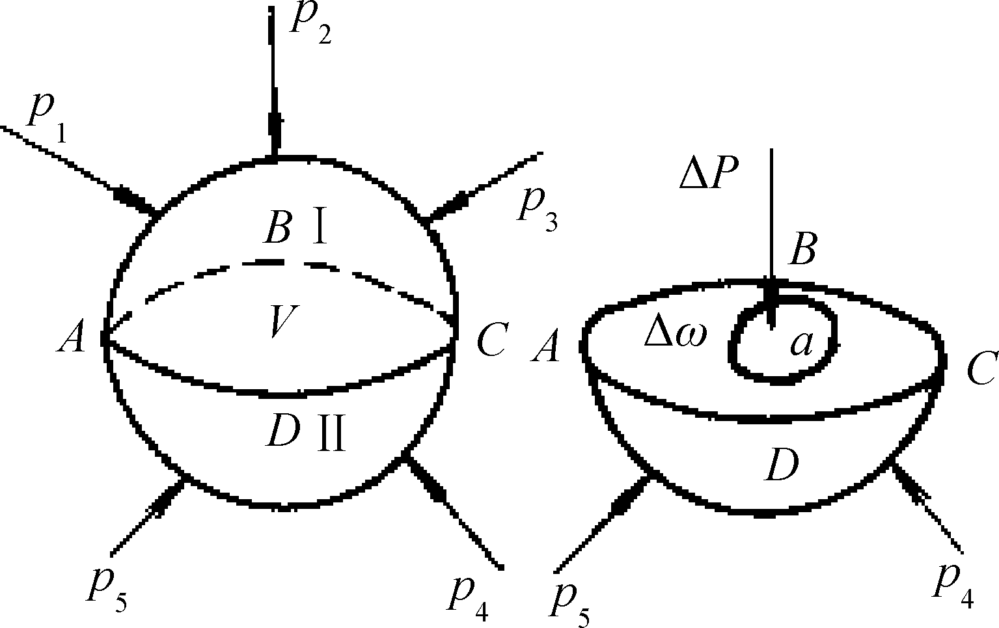 p₂
p₁
ΔP
p₃
B I
B
V
Δω
a
A
C
A
C
D II
D
p₅
p₄
p₅
p₄